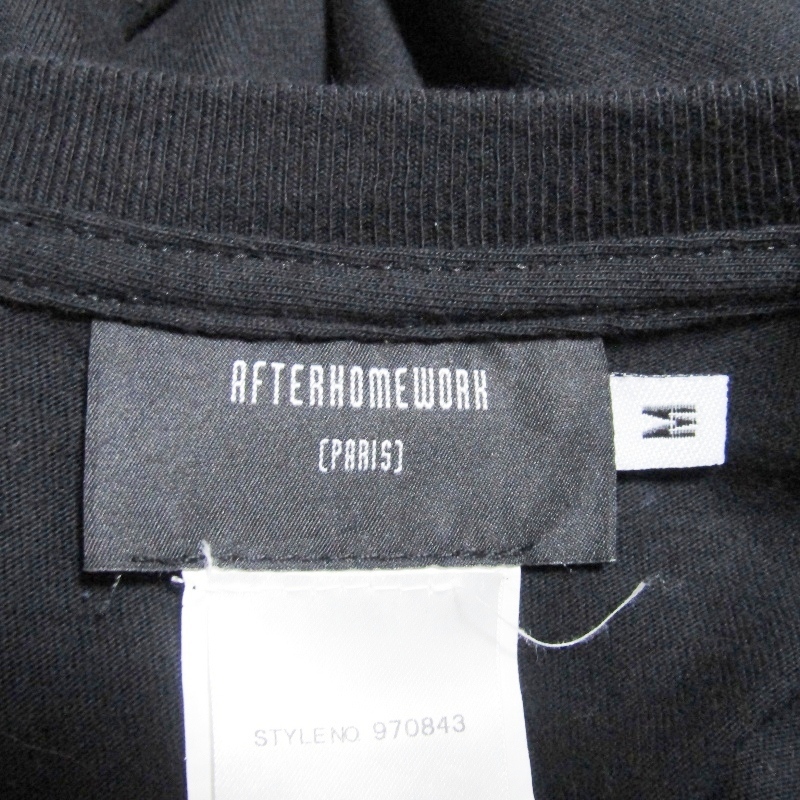 AFTERHOMEWORK
(PARIS)
M
STYLE NO 970843